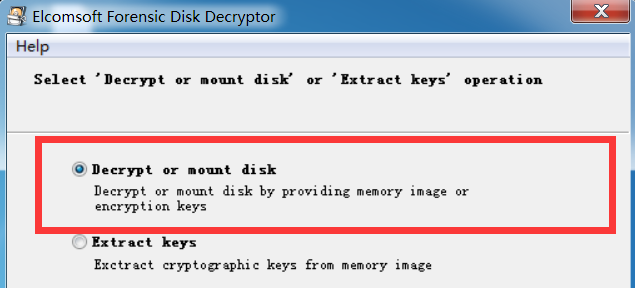 Elcomsoft Forensic Disk Decryptor
Help
Select 'Decrypt or mount disk' or 'Extract keys' operation
Decrypt or mount disk
Decrypt or mount disk by providing memory image or
encryption keys
Extract keys
Exctract cryptographic keys from memory image